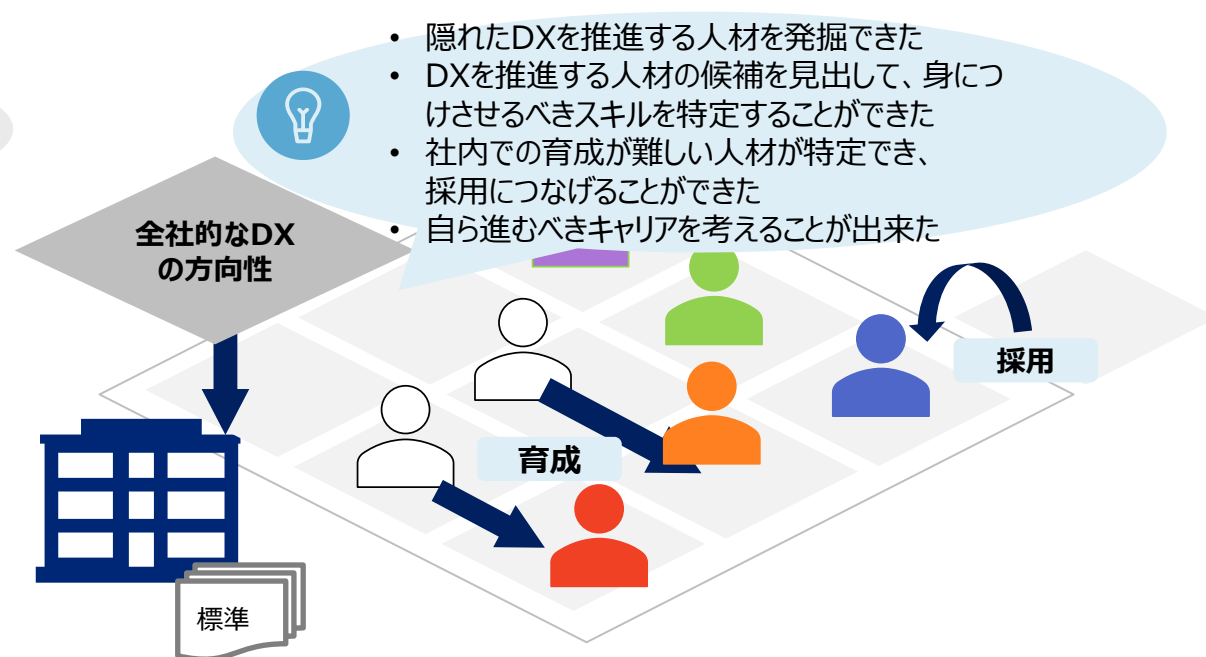 • 隠れたDXを推進する人材を発掘できた
• DXを推進する人材の候補を見出して、身につ
けさせるべきスキルを特定することができた
• 社内での育成が難しい人材が特定でき、
採用につなげることができた
• 自ら進むべきキャリアを考えることが出来た
全社的なDX
の方向性
採用
育成
標準